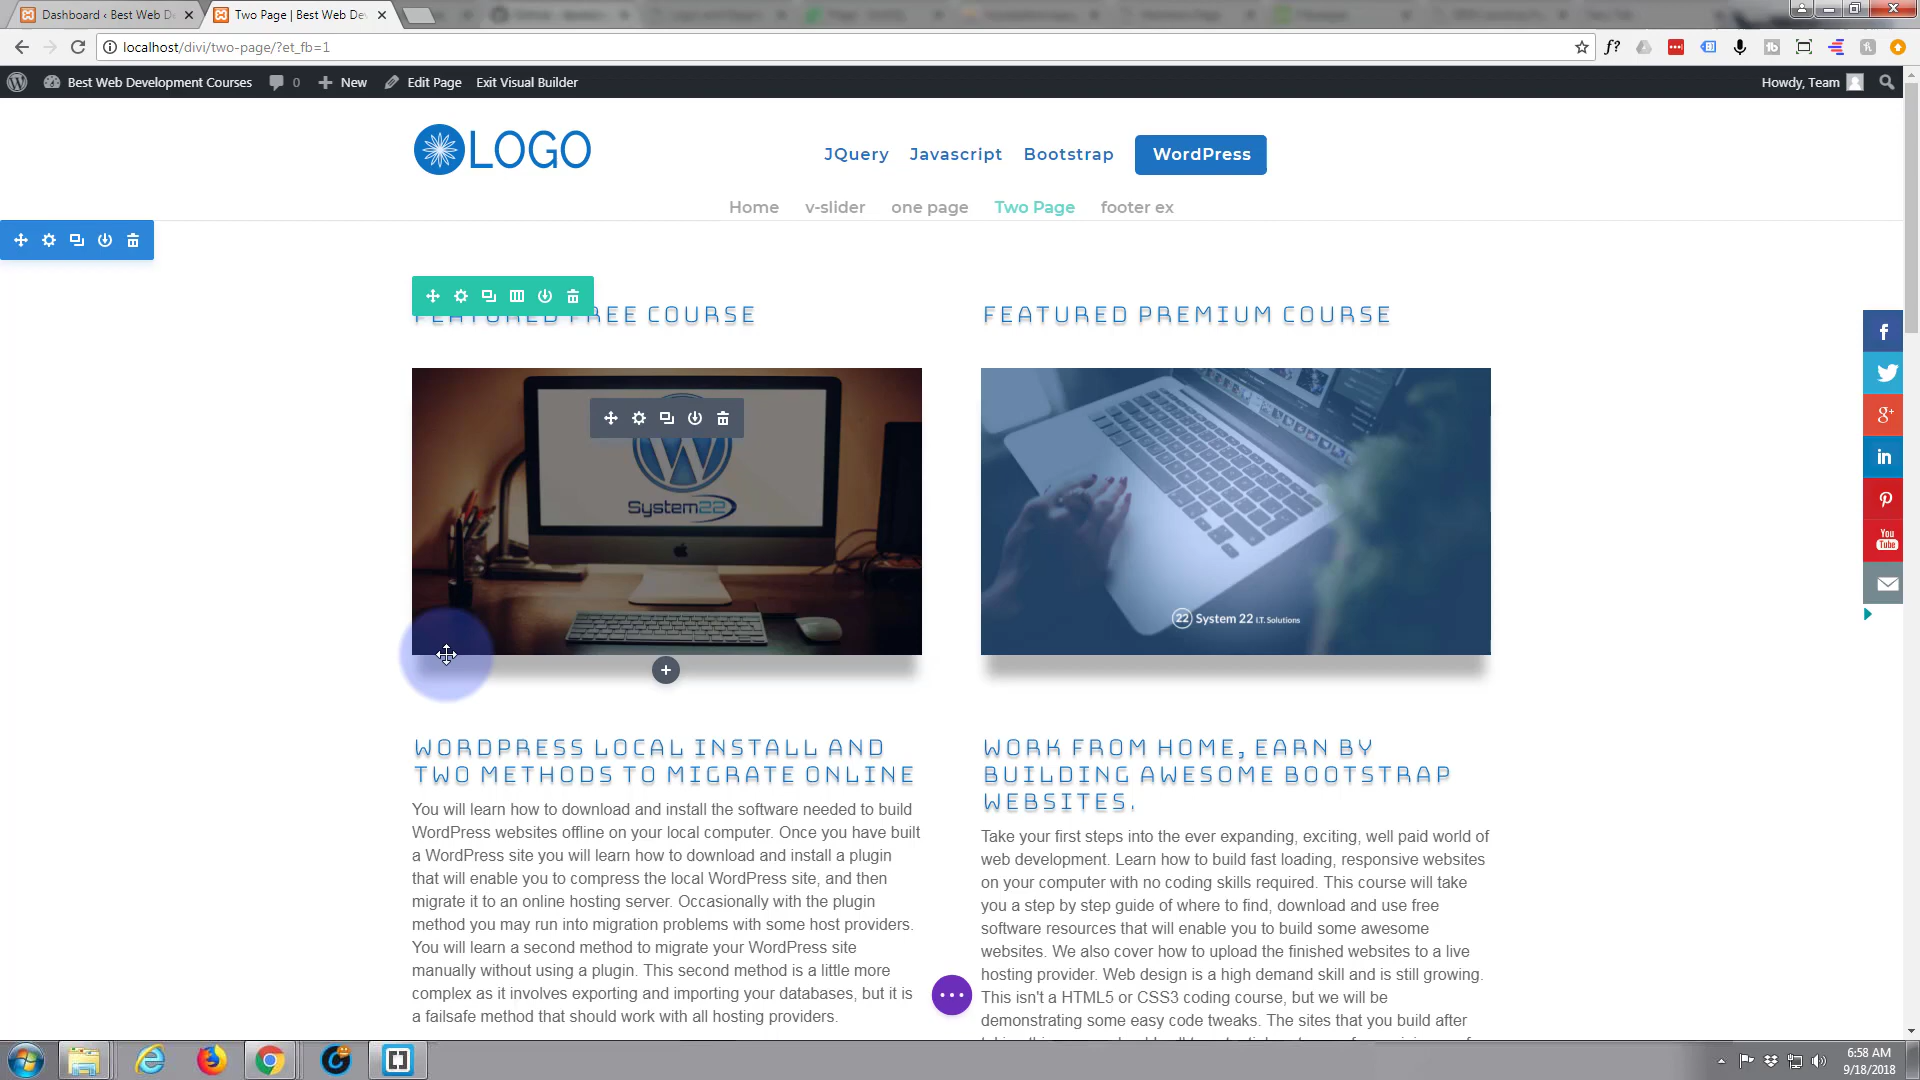 Dashboard ‹ Best Web D
Two Page | Best Web De
localhost/divi/two-page/?et_fb=1
Best Web Development Courses
0
New
Edit Page
Exit Visual Builder
Howdy, Team
LOGO
JQuery
Javascript
Bootstrap
WordPress
Home
v-slider
one page
Two Page
footer ex
FEATURED FREE COURSE
FEATURED PREMIUM COURSE
System22
22 System 22 I.T. Solutions
You
Tube
WORDPRESS LOCAL INSTALL AND
TWO METHODS TO MIGRATE ONLINE
You will learn how to download and install the software needed to build
WordPress websites offline on your local computer. Once you have built
a WordPress site you will learn how to download and install a plugin
that will enable you to compress the local WordPress site, and then
migrate it to an online hosting server. Occasionally with the plugin
method you may run into migration problems with some host providers.
You will learn a second method to migrate your WordPress site
manually without using a plugin. This second method is a little more
complex as it involves exporting and importing your databases, but it is
a failsafe method that should work with all hosting providers.
WORK FROM HOME, EARN BY
BUILDING AWESOME BOOTSTRAP
WEBSITES.
Take your first steps into the ever expanding, exciting, well paid world of
web development. Learn how to build fast loading, responsive websites
on your computer with no coding skills required. This course will take
you a step by step guide of where to find, download and use free
software resources that will enable you to build some awesome
websites. We also cover how to upload the finished websites to a live
hosting provider. Web design is a high demand skill and is still growing.
This isn't a HTML5 or CSS3 coding course, but we will be
demonstrating some easy code tweaks. The sites that you build after
6:58 AM
9/18/2018